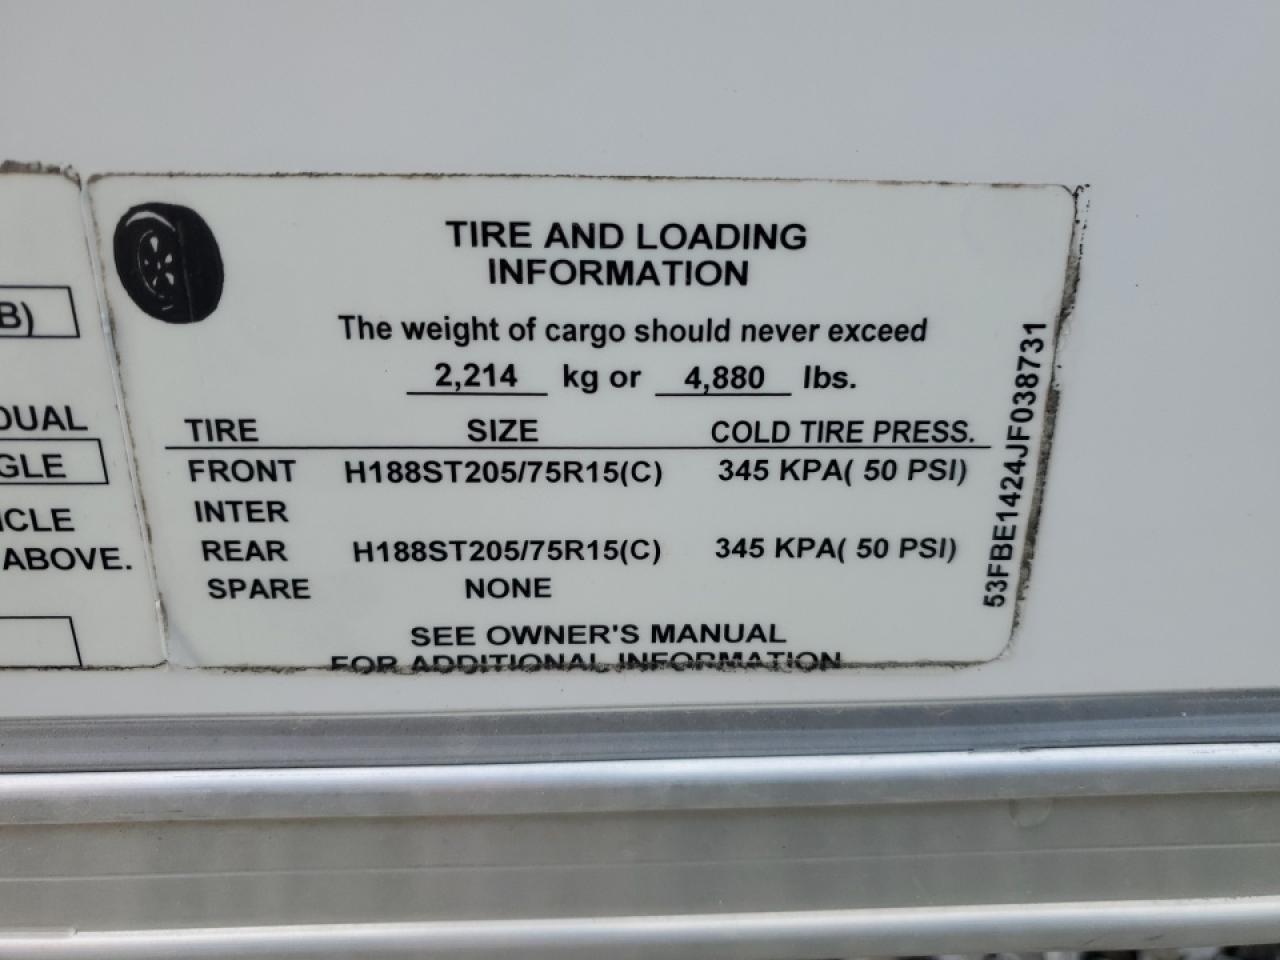 B)
DUAL
GLE
ICLE
ABOVE.
TIRE AND LOADING
INFORMATION
The weight of cargo should never exceed
2,214 kg or 4,880 lbs.
TIRE SIZE COLD TIRE PRESS.
FRONT H188ST205/75R15(C) 345 KPA( 50 PSI)
INTER
REAR H188ST205/75R15(C) 345 KPA( 50 PSI)
SPARE NONE
SEE OWNER'S MANUAL
FOR ADDITIONAL INFORMATION
53FBE1424JF038731